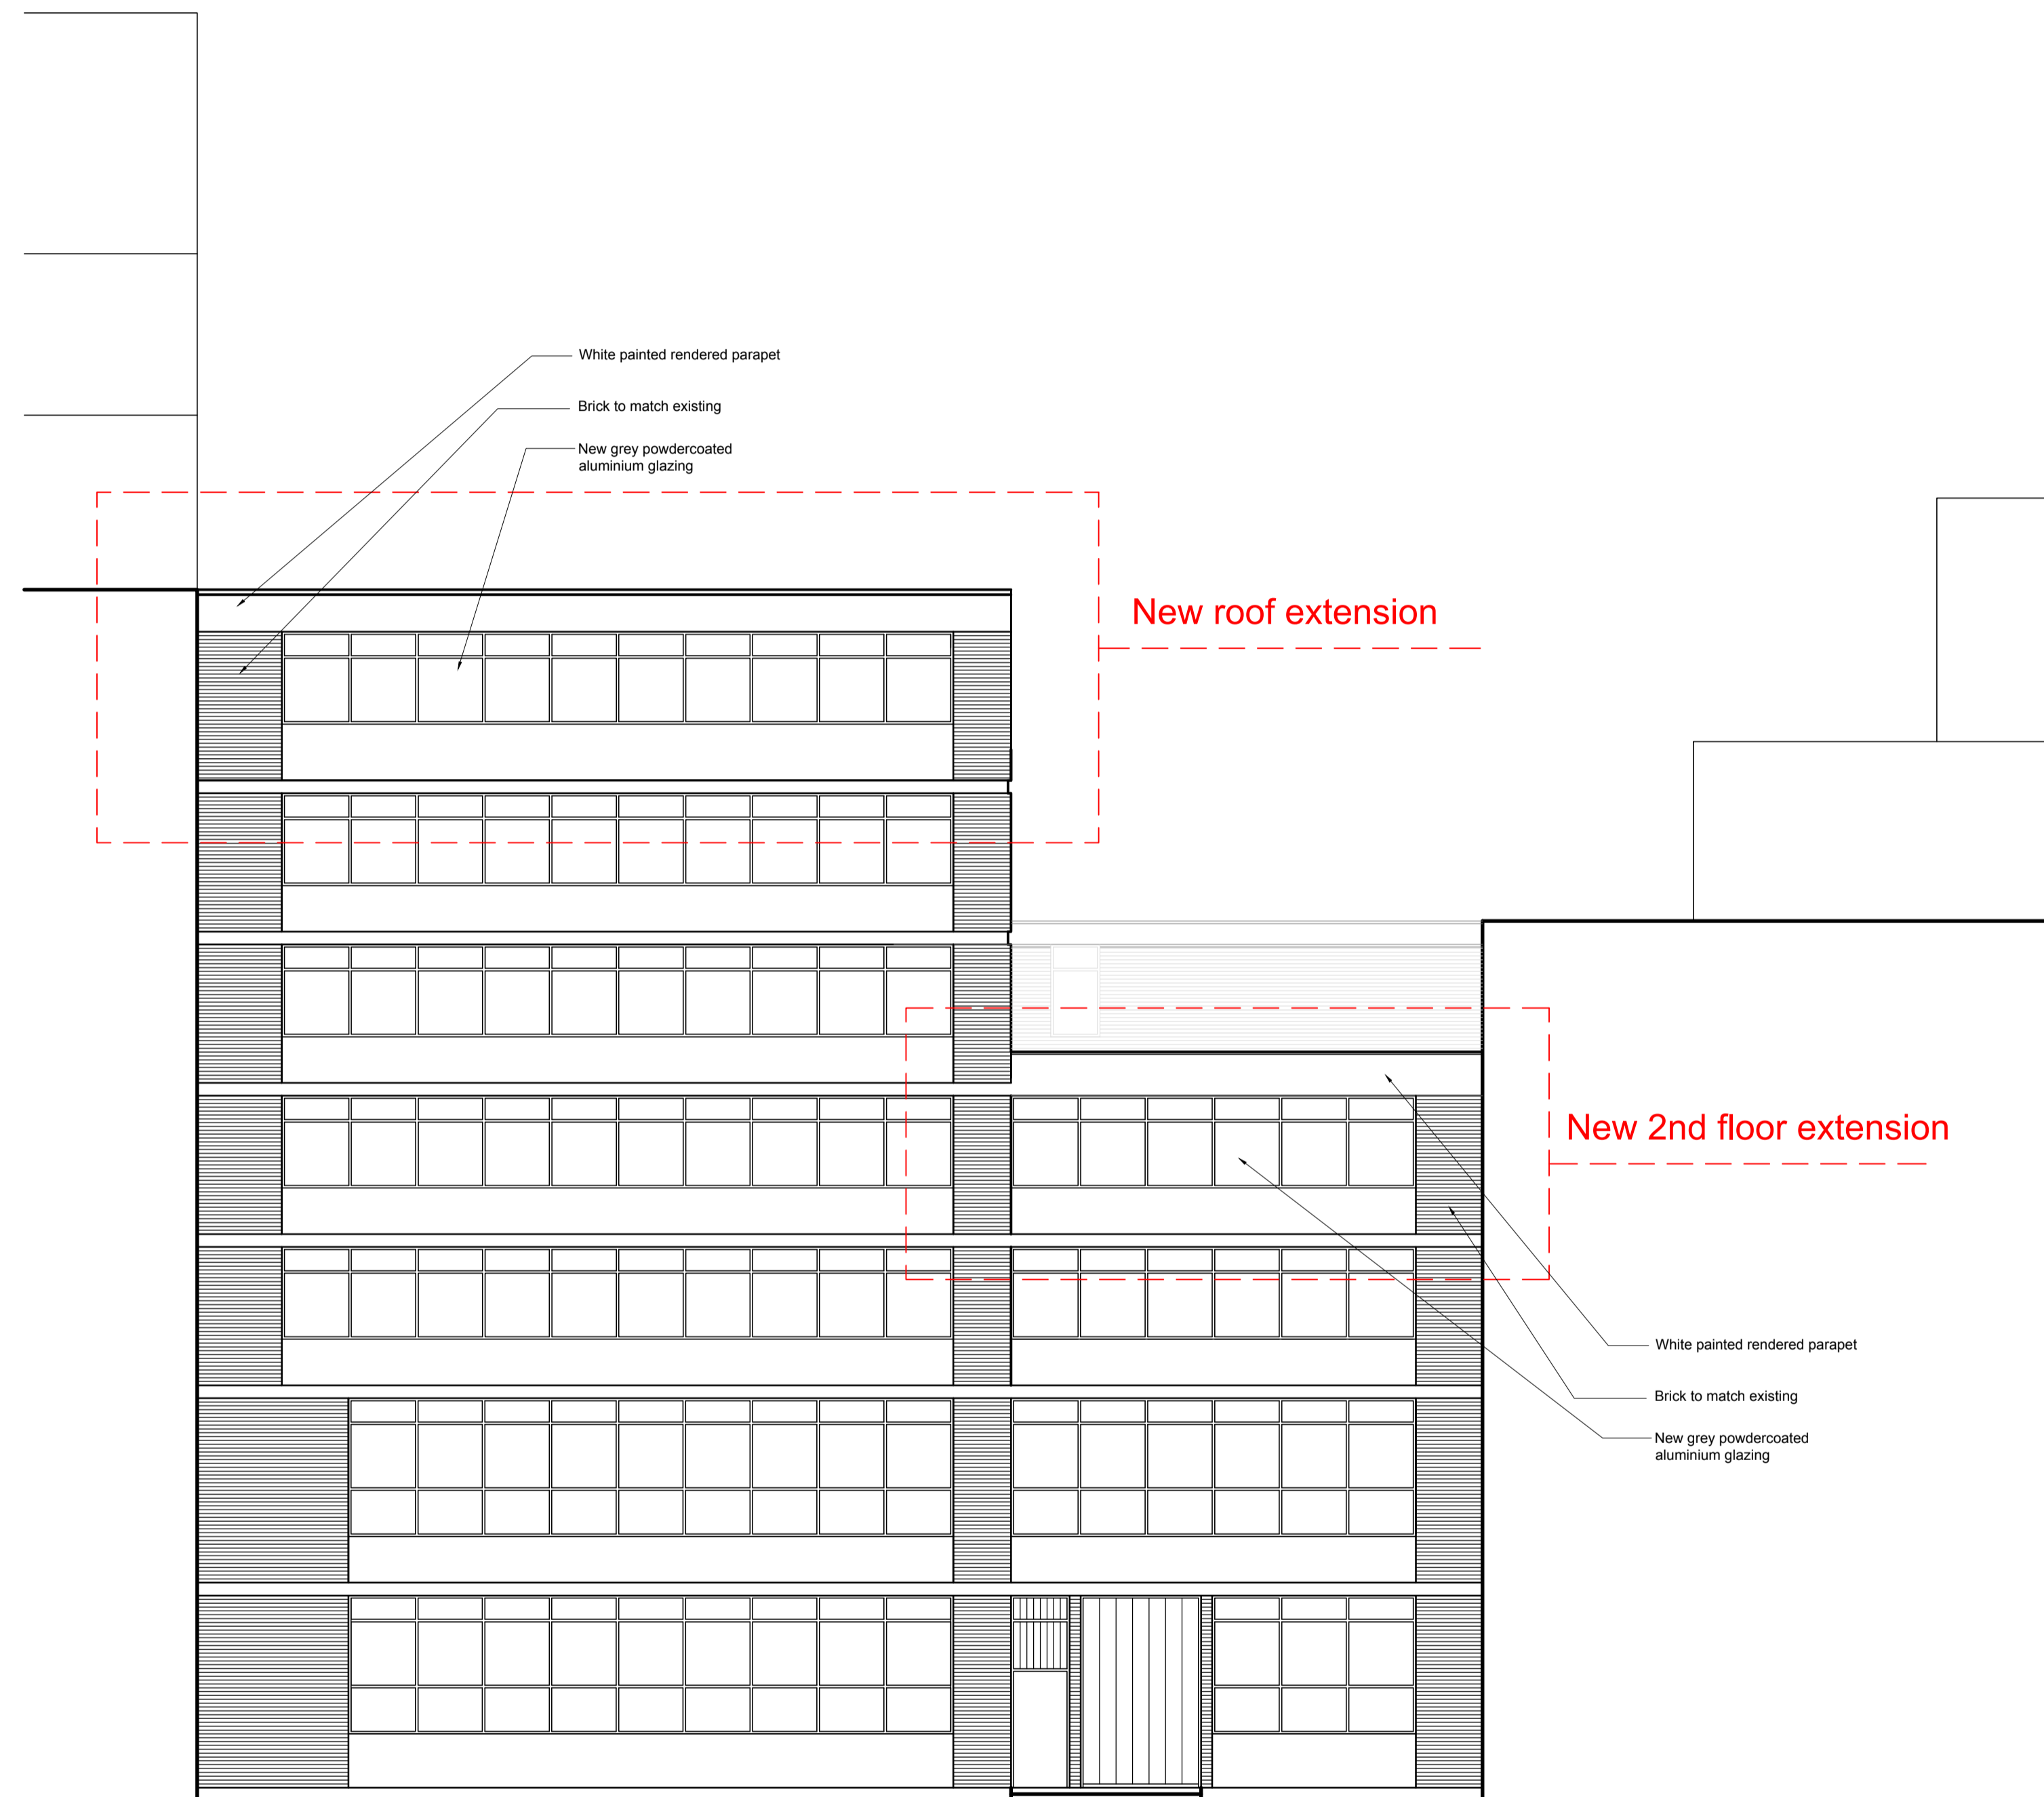 White painted rendered parapet
Brick to match existing
New grey powdercoated
aluminium glazing
New roof extension
New 2nd floor extension
White painted rendered parapet
Brick to match existing
New grey powdercoated
aluminium glazing